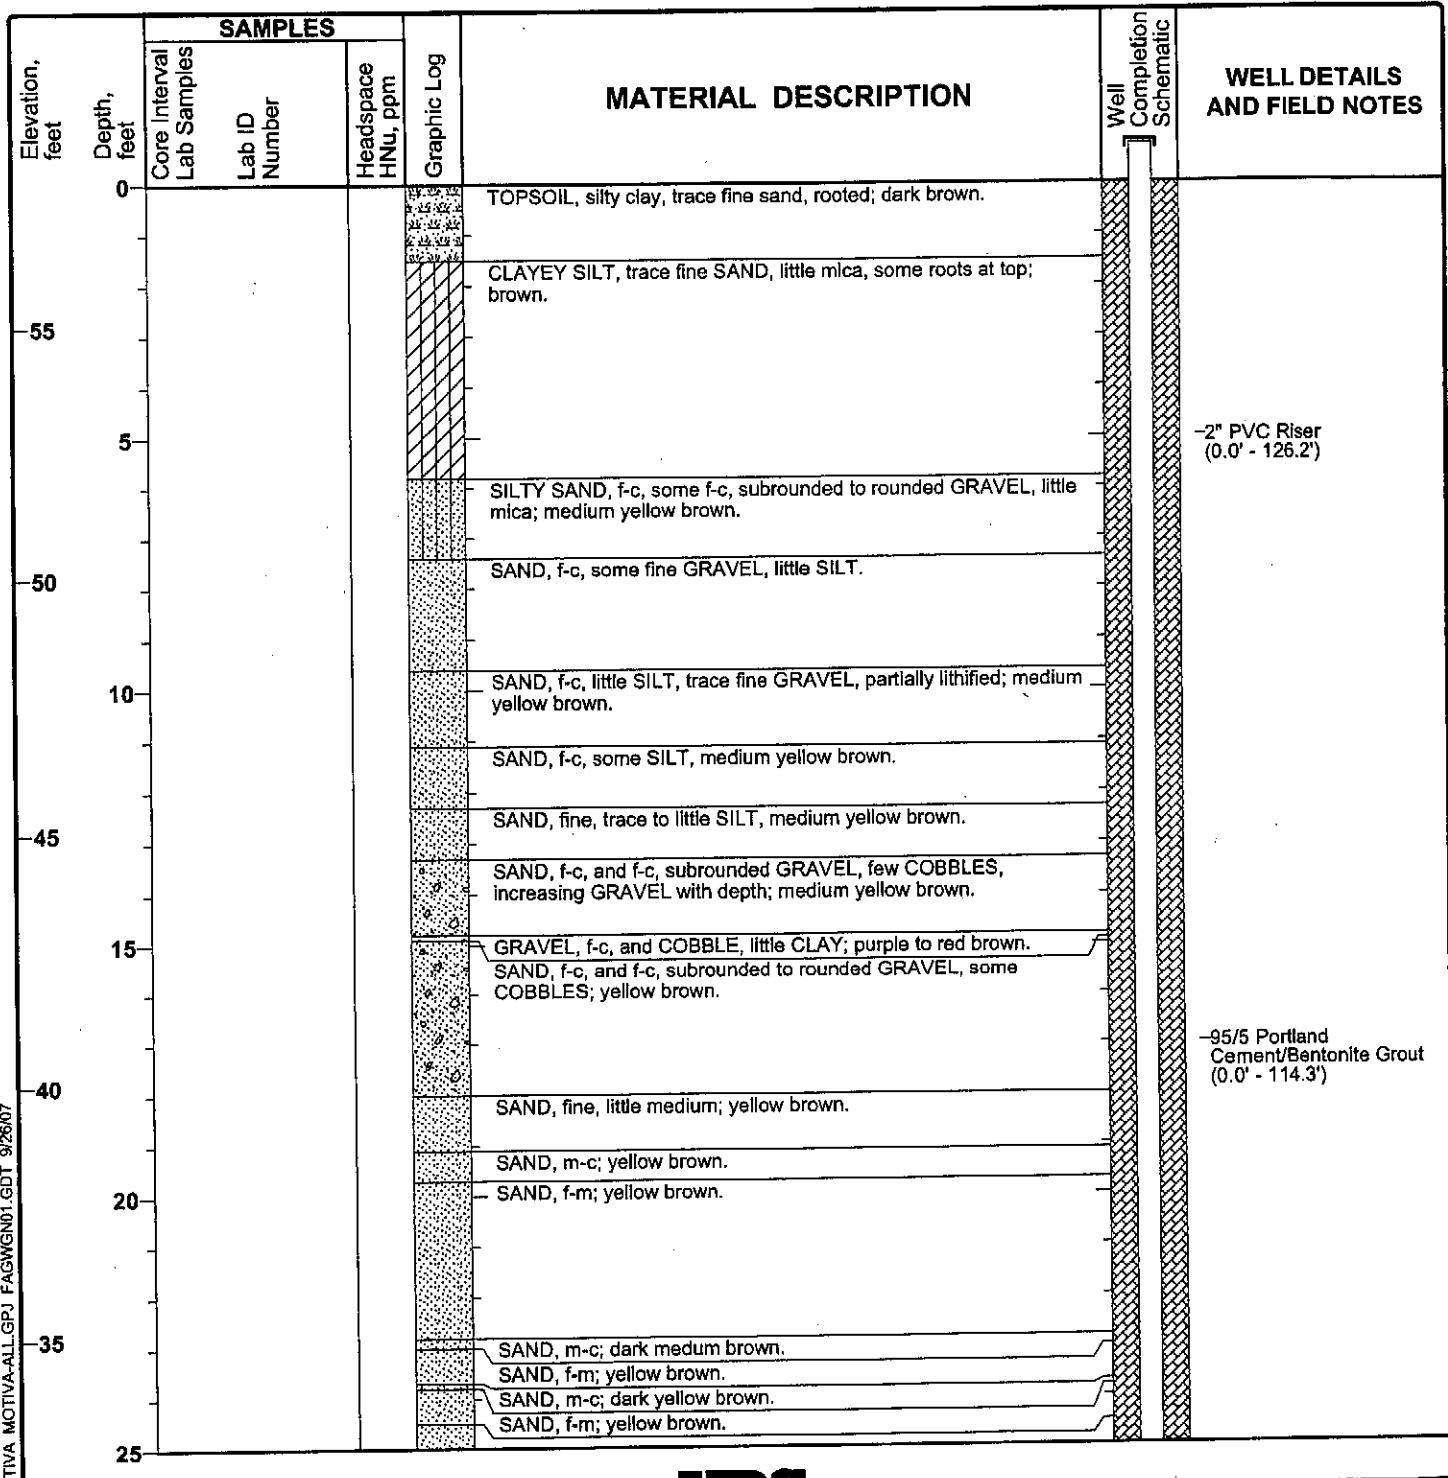 SAMPLES
Elevation,
feet
Depth,
feet
Core Interval
Lab Samples
Lab ID
Number
Headspace
HNu, ppm
Graphic Log
MATERIAL DESCRIPTION
Well
Completion
Schematic
WELL DETAILS
AND FIELD NOTES
0
TOPSOIL, silty clay, trace fine sand, rooted; dark brown.
CLAYEY SILT, trace fine SAND, little mica, some roots at top;
brown.
55
5
2" PVC Riser
(0.0' - 126.2')
SILTY SAND, f-c, some f-c, subrounded to rounded GRAVEL, little
mica; medium yellow brown.
SAND, f-c, some fine GRAVEL, little SILT.
50
SAND, f-c, little SILT, trace fine GRAVEL, partially lithified; medium
yellow brown.
10
SAND, f-c, some SILT, medium yellow brown.
SAND, fine, trace to little SILT, medium yellow brown.
45
SAND, f-c, and f-c, subrounded GRAVEL, few COBBLES,
increasing GRAVEL with depth; medium yellow brown.
15
GRAVEL, f-c, and COBBLE, little CLAY; purple to red brown.
SAND, f-c, and f-c, subrounded to rounded GRAVEL, some
COBBLES; yellow brown.
95/5 Portland
Cement/Bentonite Grout
(0.0' - 114.3')
40
SAND, fine, little medium; yellow brown.
SAND, m-c; yellow brown.
20
SAND, f-m; yellow brown.
35
SAND, m-c; dark medum brown.
SAND, f-m; yellow brown.
SAND, m-c; dark yellow brown.
SAND, f-m; yellow brown.
25
TIVA MOTIVA-ALL.GPJ FAGWGN01.GDT 9/26/07